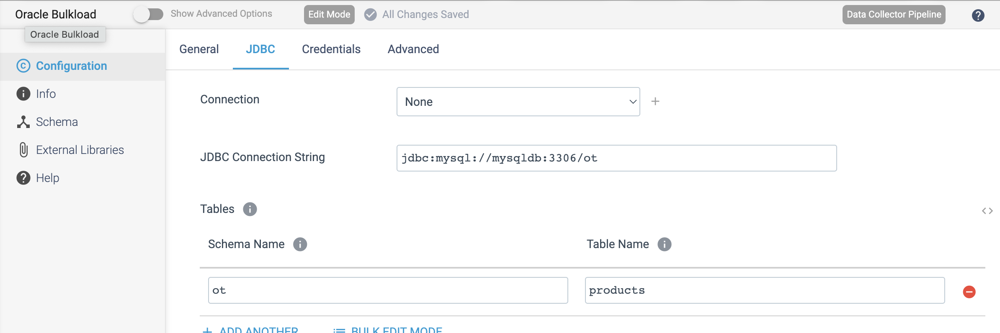 Oracle Bulkload
Show Advanced Options
Edit Mode
All Changes Saved
Data Collector Pipeline
?
Oracle Bulkload
C Configuration
i Info
Schema
External Libraries
? Help
General
JDBC
Credentials
Advanced
Connection
None
+
JDBC Connection String
jdbc:mysql://mysqldb:3306/ot
Tables i
<>
Schema Name i
Table Name i
ot
products
+ ADD ANOTHER
BULK EDIT MODE